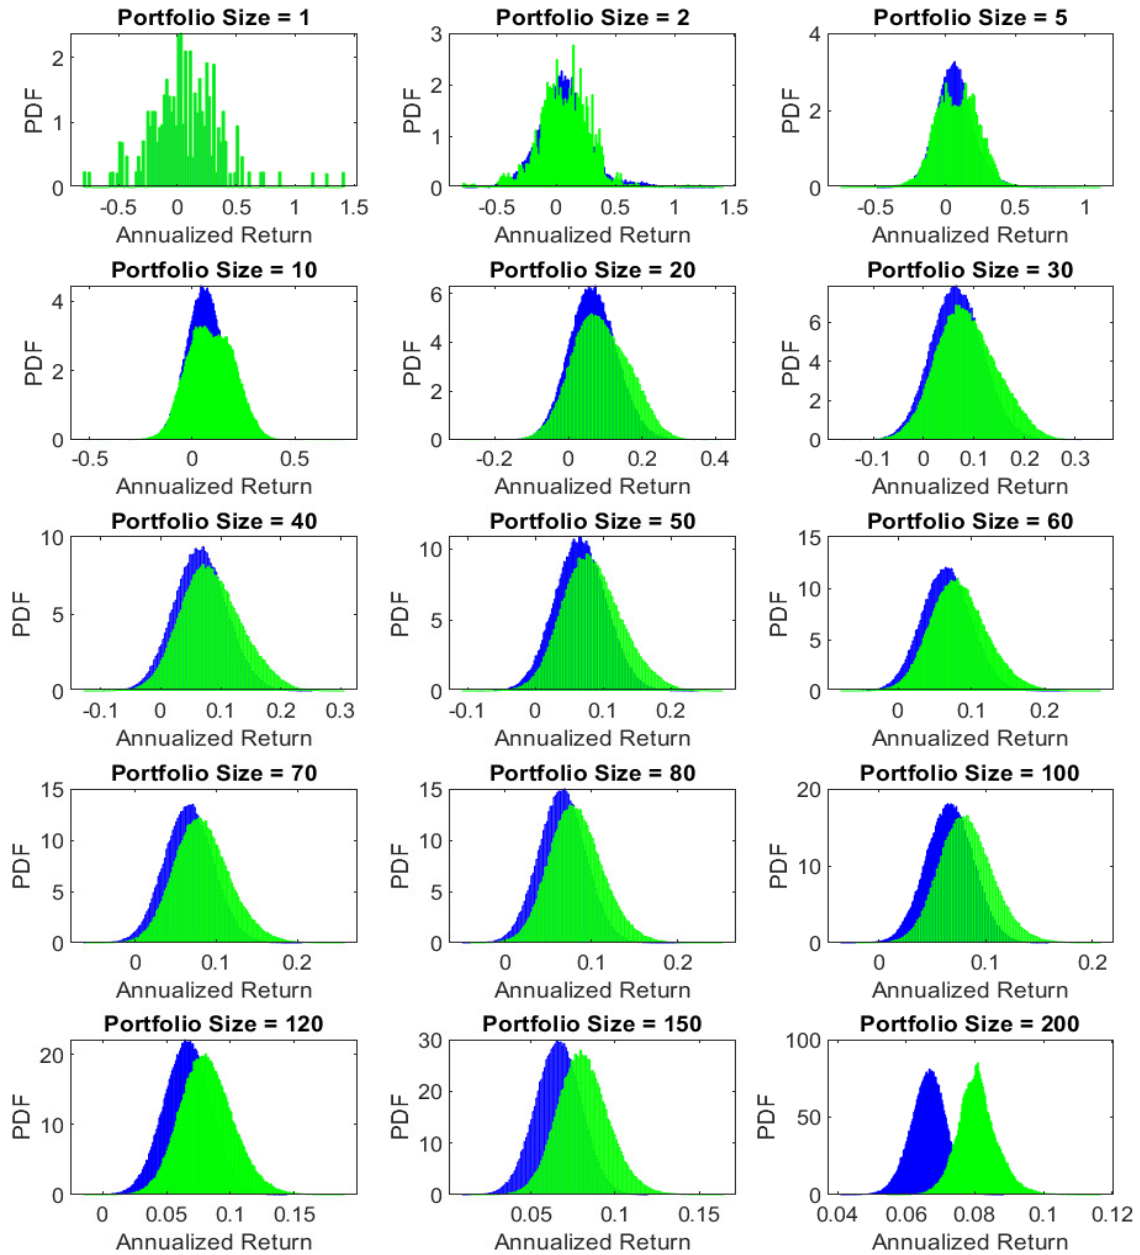 Portfolio Size = 1
PDF
2
1
0
-0.5 0 0.5 1 1.5
Annualized Return
Portfolio Size = 2
PDF
3
2
1
0
-0.5 0 0.5 1 1.5
Annualized Return
Portfolio Size = 5
PDF
4
2
0
-0.5 0 0.5 1
Annualized Return
Portfolio Size = 10
PDF
4
2
0
-0.5 0 0.5
Annualized Return
Portfolio Size = 20
PDF
6
4
2
0
-0.2 0 0.2 0.4
Annualized Return
Portfolio Size = 30
PDF
6
4
2
0
-0.1 0 0.1 0.2 0.3
Annualized Return
Portfolio Size = 40
PDF
10
5
0
-0.1 0 0.1 0.2 0.3
Annualized Return
Portfolio Size = 50
PDF
10
5
0
-0.1 0 0.1 0.2
Annualized Return
Portfolio Size = 60
PDF
15
10
5
0
0 0.1 0.2
Annualized Return
Portfolio Size = 70
PDF
15
10
5
0
0 0.1 0.2
Annualized Return
Portfolio Size = 80
PDF
15
10
5
0
0 0.1 0.2
Annualized Return
Portfolio Size = 100
PDF
20
10
0
0 0.1 0.2
Annualized Return
Portfolio Size = 120
PDF
20
10
0
0 0.05 0.1 0.15
Annualized Return
Portfolio Size = 150
PDF
30
20
10
0
0.05 0.1 0.15
Annualized Return
Portfolio Size = 200
PDF
100
50
0
0.04 0.06 0.08 0.1 0.12
Annualized Return